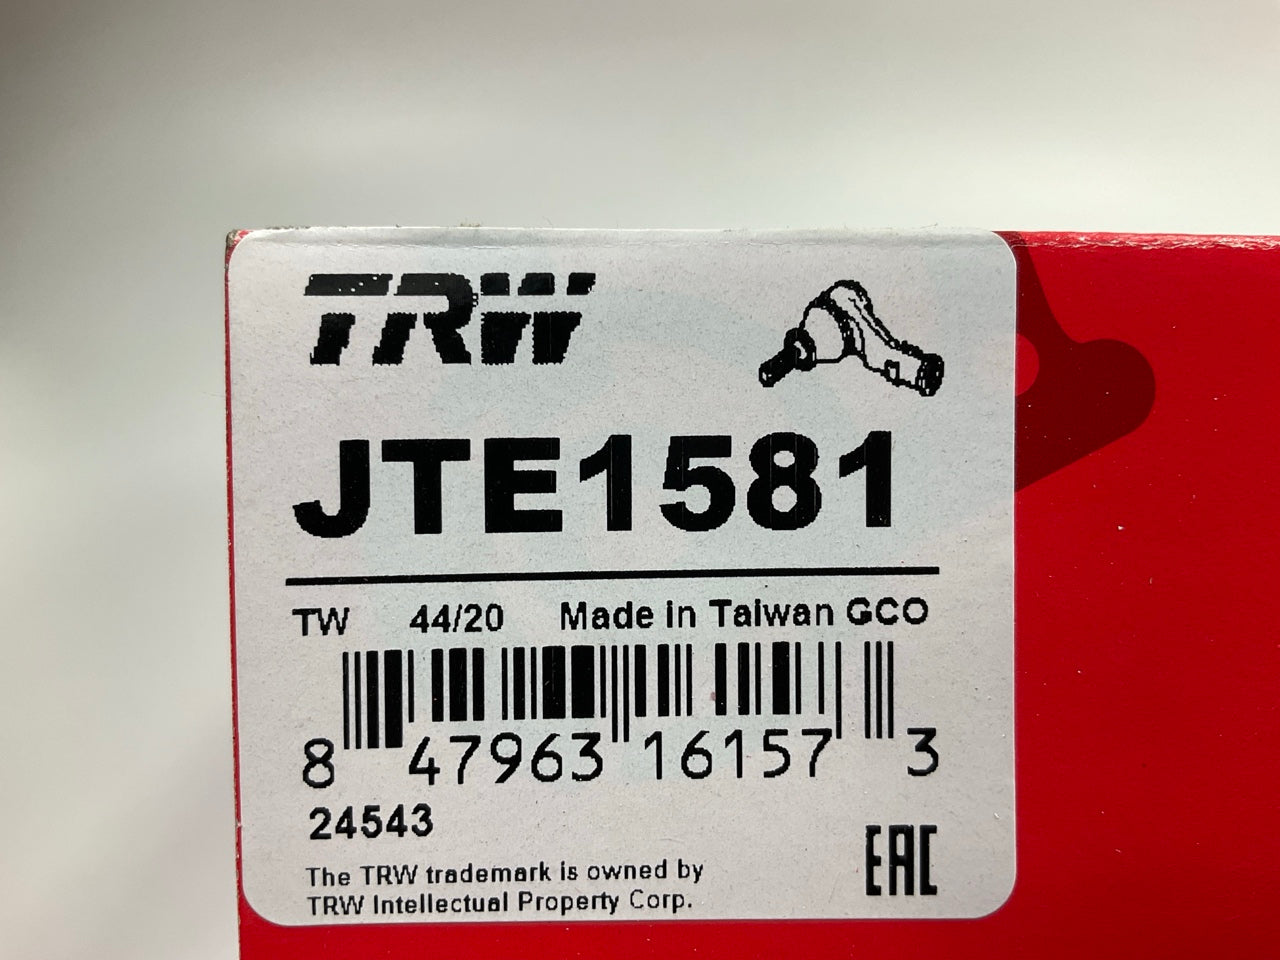 TRW
JTE1581
TW 44/20 Made in Taiwan GCO
8 47963 16157 3
24543
EAC
The TRW trademark is owned by
TRW Intellectual Property Corp.